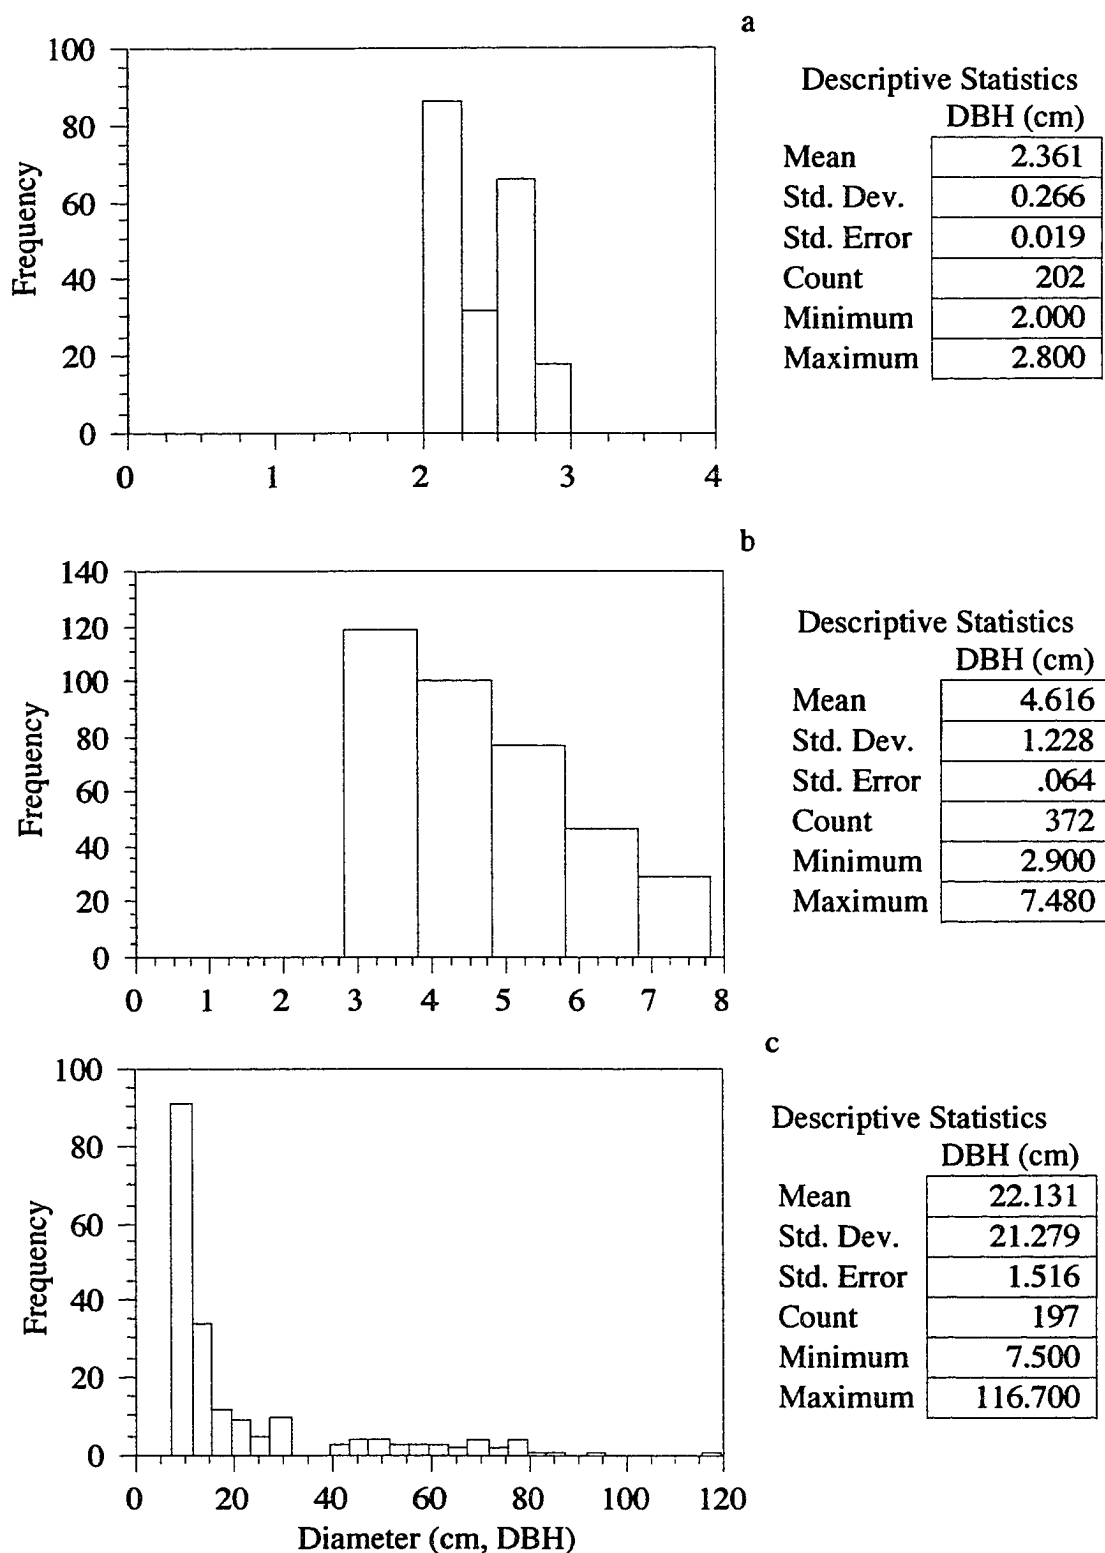 a
100
80
60
40
20
0
Frequency
0 1 2 3 4
Descriptive Statistics
DBH (cm)
Mean 2.361
Std. Dev. 0.266
Std. Error 0.019
Count 202
Minimum 2.000
Maximum 2.800
b
140
120
100
80
60
40
20
0
Frequency
0 1 2 3 4 5 6 7 8
Descriptive Statistics
DBH (cm)
Mean 4.616
Std. Dev. 1.228
Std. Error .064
Count 372
Minimum 2.900
Maximum 7.480
c
100
80
60
40
20
0
Frequency
0 20 40 60 80 100 120
Diameter (cm, DBH)
Descriptive Statistics
DBH (cm)
Mean 22.131
Std. Dev. 21.279
Std. Error 1.516
Count 197
Minimum 7.500
Maximum 116.700